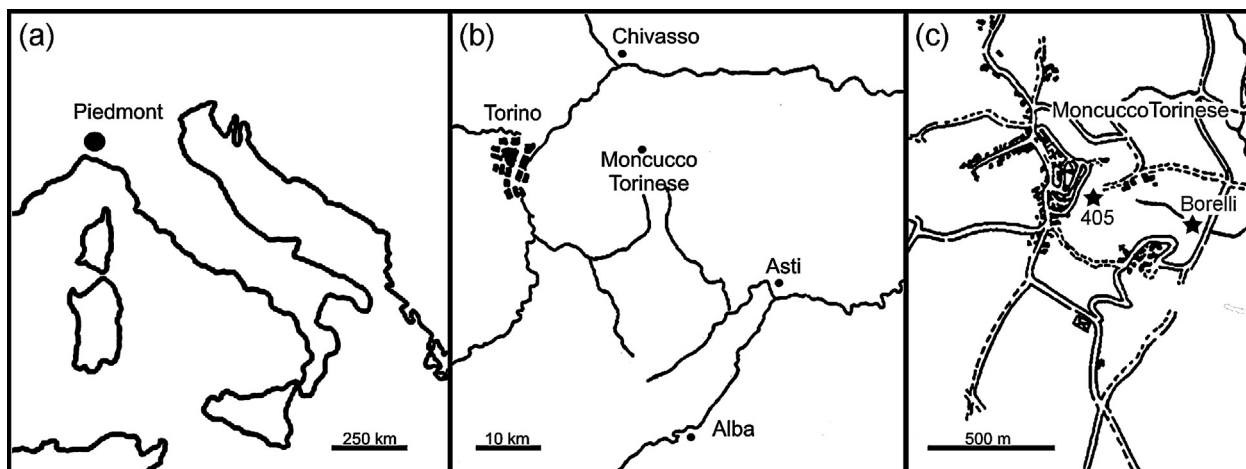 (a)
Piedmont
250 km
(b)
Chivasso
Torino
Moncucco
Torinese
Asti
Alba
10 km
(c)
MoncuccoTorinese
405
Borelli
500 m